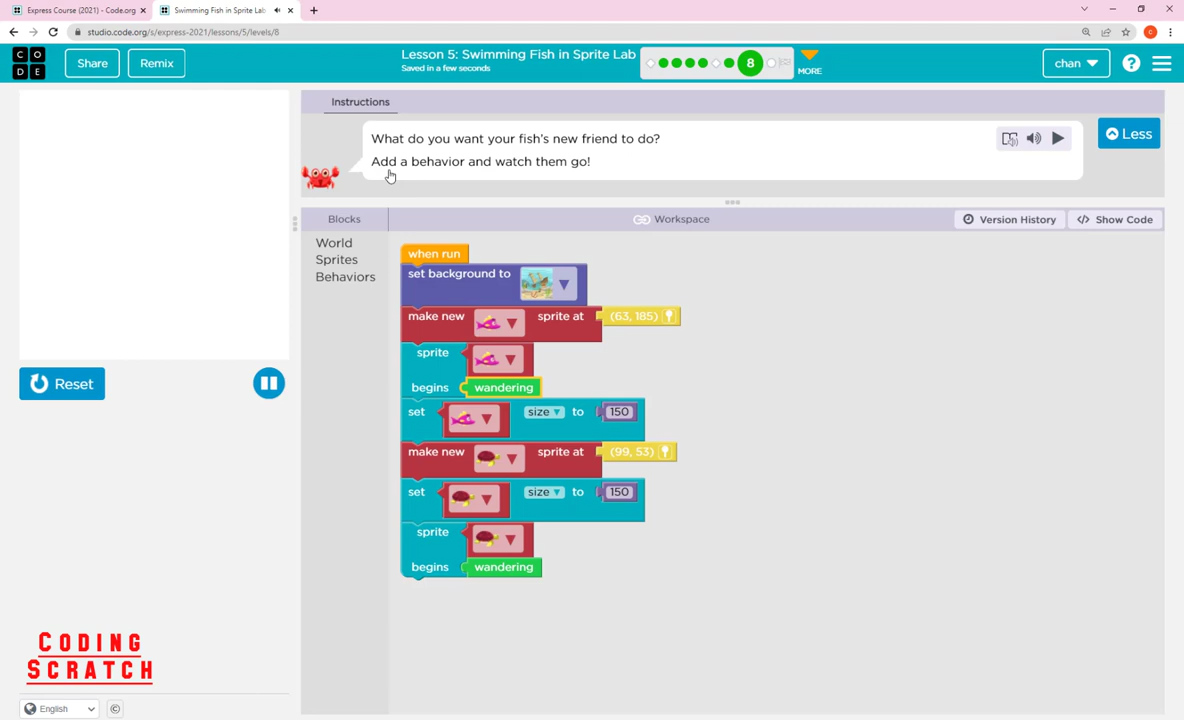 Express Course (2021) - Code.org
Swimming Fish in Sprite Lab
studio.code.org/s/express-2021/lessons/5/levels/8
C O
D E
Share
Remix
Lesson 5: Swimming Fish in Sprite Lab
Saved in a few seconds
8
MORE
chan
?
Instructions
What do you want your fish's new friend to do?
Add a behavior and watch them go!
Less
Blocks
Workspace
Version History
Show Code
World
Sprites
Behaviors
when run
set background to
make new sprite at (63, 185)
sprite
begins wandering
set size to 150
make new sprite at (99, 53)
set size to 150
sprite
begins wandering
Reset
CODING
SCRATCH
English
©